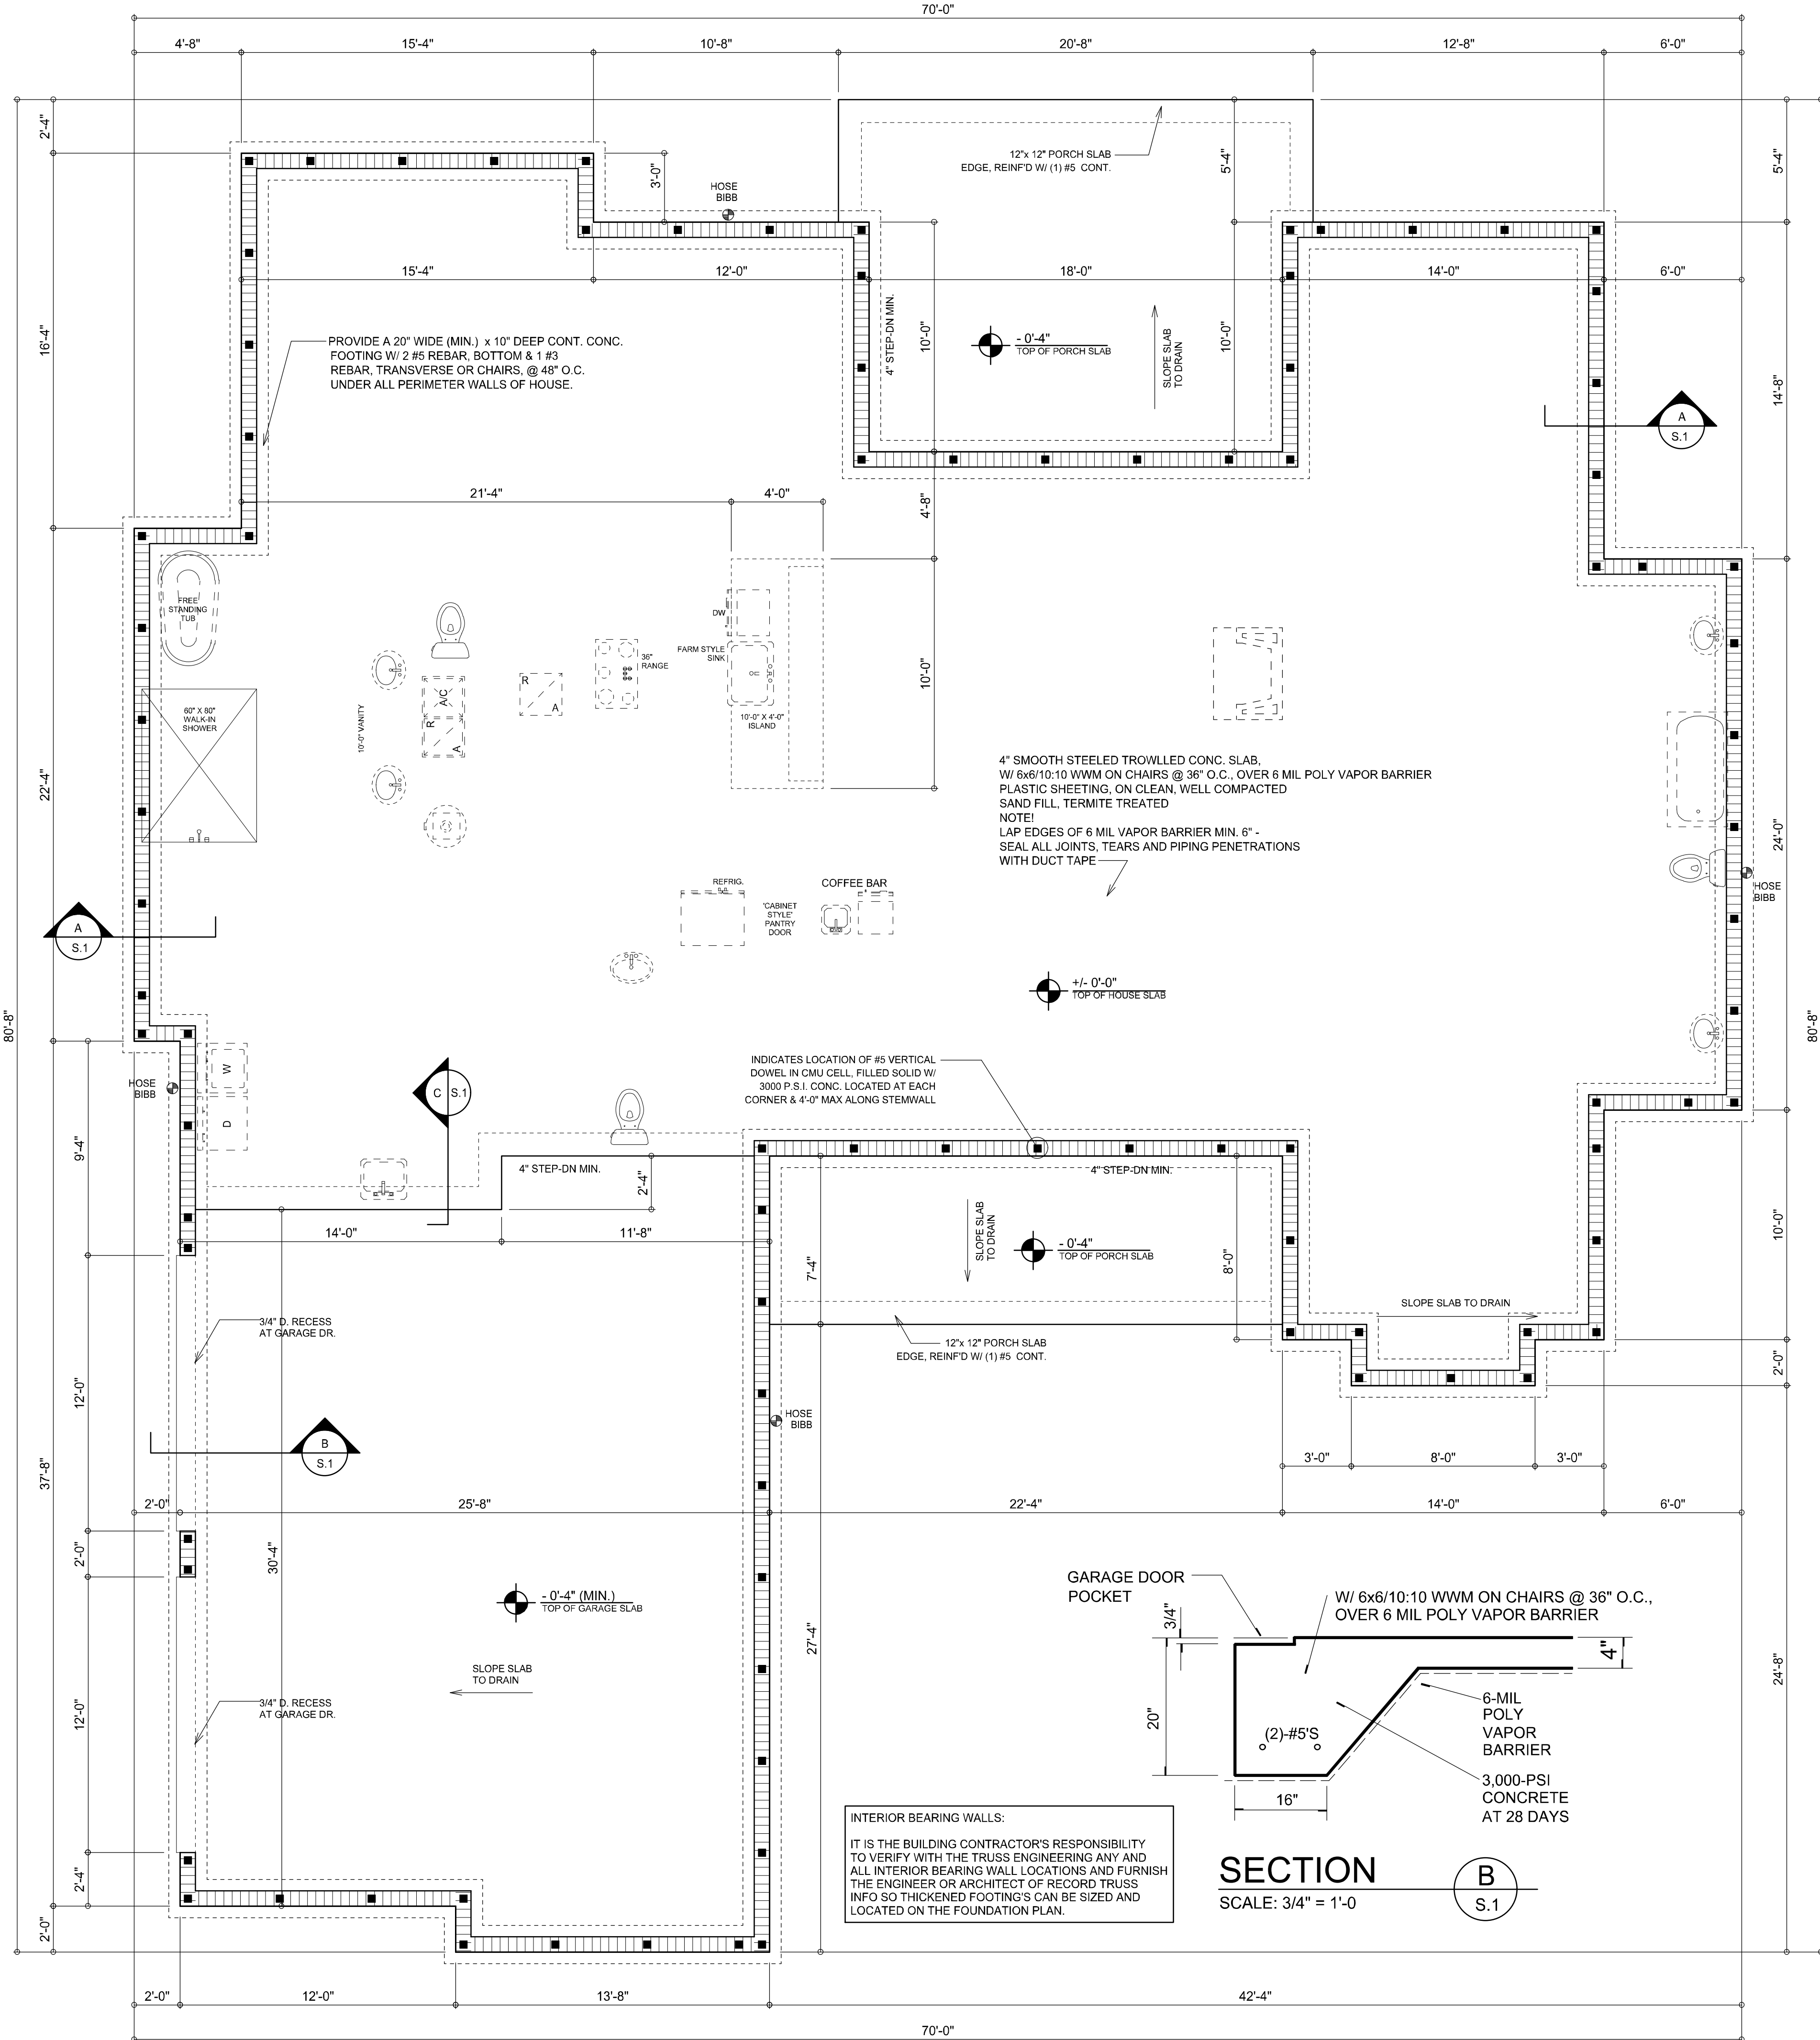 70'-0"
4'-8"
15'-4"
10'-8"
20'-8"
12'-8"
6'-0"
2'-4"
3'-0"
HOSE
BIBB
12"x 12" PORCH SLAB
EDGE, REINF'D W/ (1) #5 CONT.
5'-4"
5'-4"
15'-4"
12'-0"
18'-0"
14'-0"
6'-0"
16'-4"
PROVIDE A 20" WIDE (MIN.) x 10" DEEP CONT. CONC.
FOOTING W/ 2 #5 REBAR, BOTTOM & 1 #3
REBAR, TRANSVERSE OR CHAIRS, @ 48" O.C.
UNDER ALL PERIMETER WALLS OF HOUSE.
4" STEP-DN MIN.
10'-0"
- 0'-4"
TOP OF PORCH SLAB
SLOPE SLAB
TO DRAIN
10'-0"
14'-8"
A
S.1
21'-4"
4'-0"
4'-8"
FREE
STANDING
TUB
60" X 80"
WALK-IN
SHOWER
10'-0" VANITY
A/C
R
A
R
A
36"
RANGE
DW
FARM STYLE
SINK
10'-0" X 4'-0"
ISLAND
10'-0"
22'-4"
4" SMOOTH STEELED TROWLLED CONC. SLAB,
W/ 6x6/10:10 WWM ON CHAIRS @ 36" O.C., OVER 6 MIL POLY VAPOR BARRIER
PLASTIC SHEETING, ON CLEAN, WELL COMPACTED
SAND FILL, TERMITE TREATED
NOTE!
LAP EDGES OF 6 MIL VAPOR BARRIER MIN. 6" -
SEAL ALL JOINTS, TEARS AND PIPING PENETRATIONS
WITH DUCT TAPE
24'-0"
HOSE
BIBB
REFRIG.
'CABINET
STYLE'
PANTRY
DOOR
COFFEE BAR
A
S.1
+/- 0'-0"
TOP OF HOUSE SLAB
80'-8"
80'-8"
HOSE
BIBB
W
D
C S.1
INDICATES LOCATION OF #5 VERTICAL
DOWEL IN CMU CELL, FILLED SOLID W/
3000 P.S.I. CONC. LOCATED AT EACH
CORNER & 4'-0" MAX ALONG STEMWALL
9'-4"
4" STEP-DN MIN.
2'-4"
4" STEP-DN MIN.
14'-0"
11'-8"
7'-4"
SLOPE SLAB
TO DRAIN
- 0'-4"
TOP OF PORCH SLAB
8'-0"
10'-0"
SLOPE SLAB TO DRAIN
3/4" D. RECESS
AT GARAGE DR.
12"x 12" PORCH SLAB
EDGE, REINF'D W/ (1) #5 CONT.
2'-0"
12'-0"
HOSE
BIBB
B
S.1
3'-0"
8'-0"
3'-0"
37'-8"
2'-0"
25'-8"
22'-4"
14'-0"
6'-0"
2'-0"
30'-4"
- 0'-4" (MIN.)
TOP OF GARAGE SLAB
27'-4"
24'-8"
SLOPE SLAB
TO DRAIN
3/4" D. RECESS
AT GARAGE DR.
12'-0"
2'-4"
2'-0"
GARAGE DOOR
POCKET
W/ 6x6/10:10 WWM ON CHAIRS @ 36" O.C.,
OVER 6 MIL POLY VAPOR BARRIER
3/4"
4"
20"
(2)-#5'S
6-MIL
POLY
VAPOR
BARRIER
3,000-PSI
CONCRETE
AT 28 DAYS
16"
INTERIOR BEARING WALLS:
IT IS THE BUILDING CONTRACTOR'S RESPONSIBILITY
TO VERIFY WITH THE TRUSS ENGINEERING ANY AND
ALL INTERIOR BEARING WALL LOCATIONS AND FURNISH
THE ENGINEER OR ARCHITECT OF RECORD TRUSS
INFO SO THICKENED FOOTING'S CAN BE SIZED AND
LOCATED ON THE FOUNDATION PLAN.
SECTION
SCALE: 3/4" = 1'-0
B
S.1
2'-0"
12'-0"
13'-8"
42'-4"
70'-0"